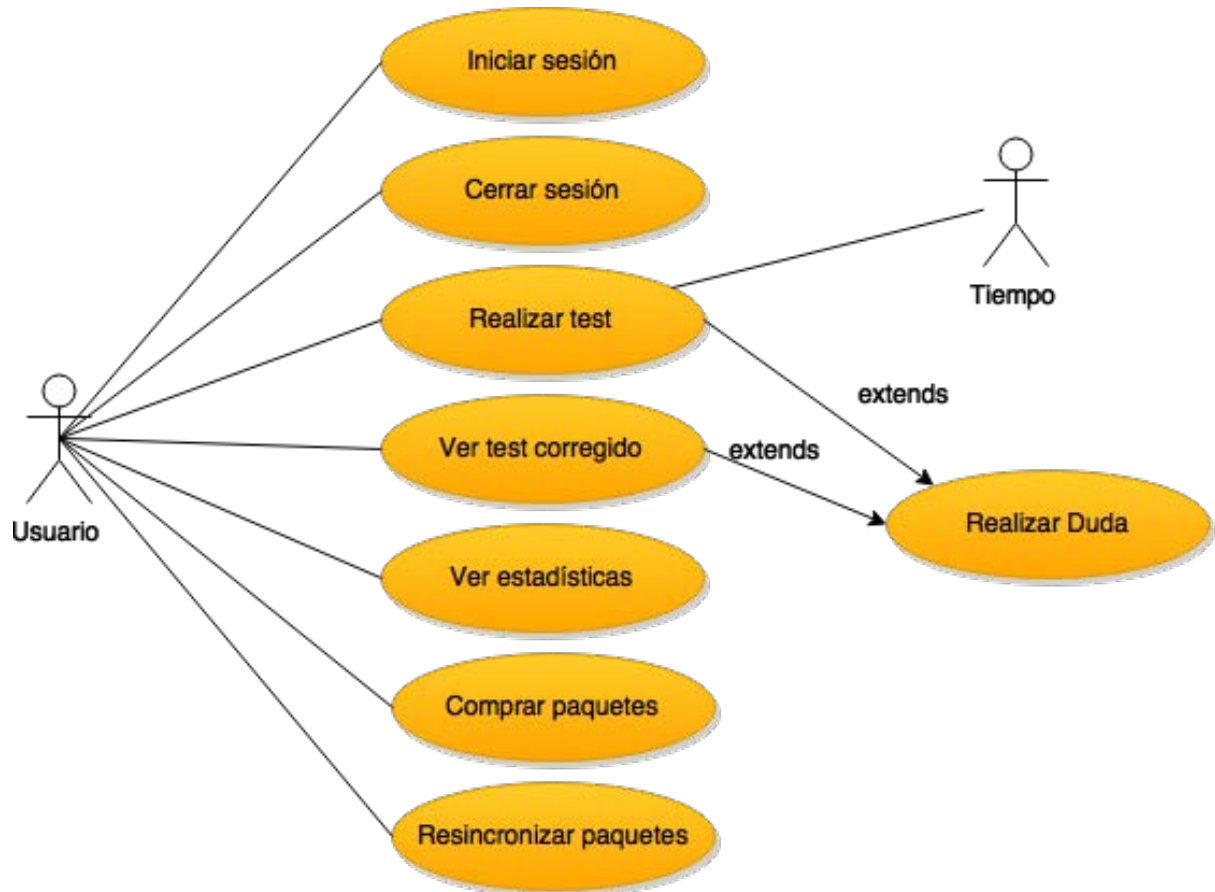 Iniciar sesión
Cerrar sesión
Tiempo
Realizar test
extends
Ver test corregido
extends
Realizar Duda
Usuario
Ver estadísticas
Comprar paquetes
Resincronizar paquetes